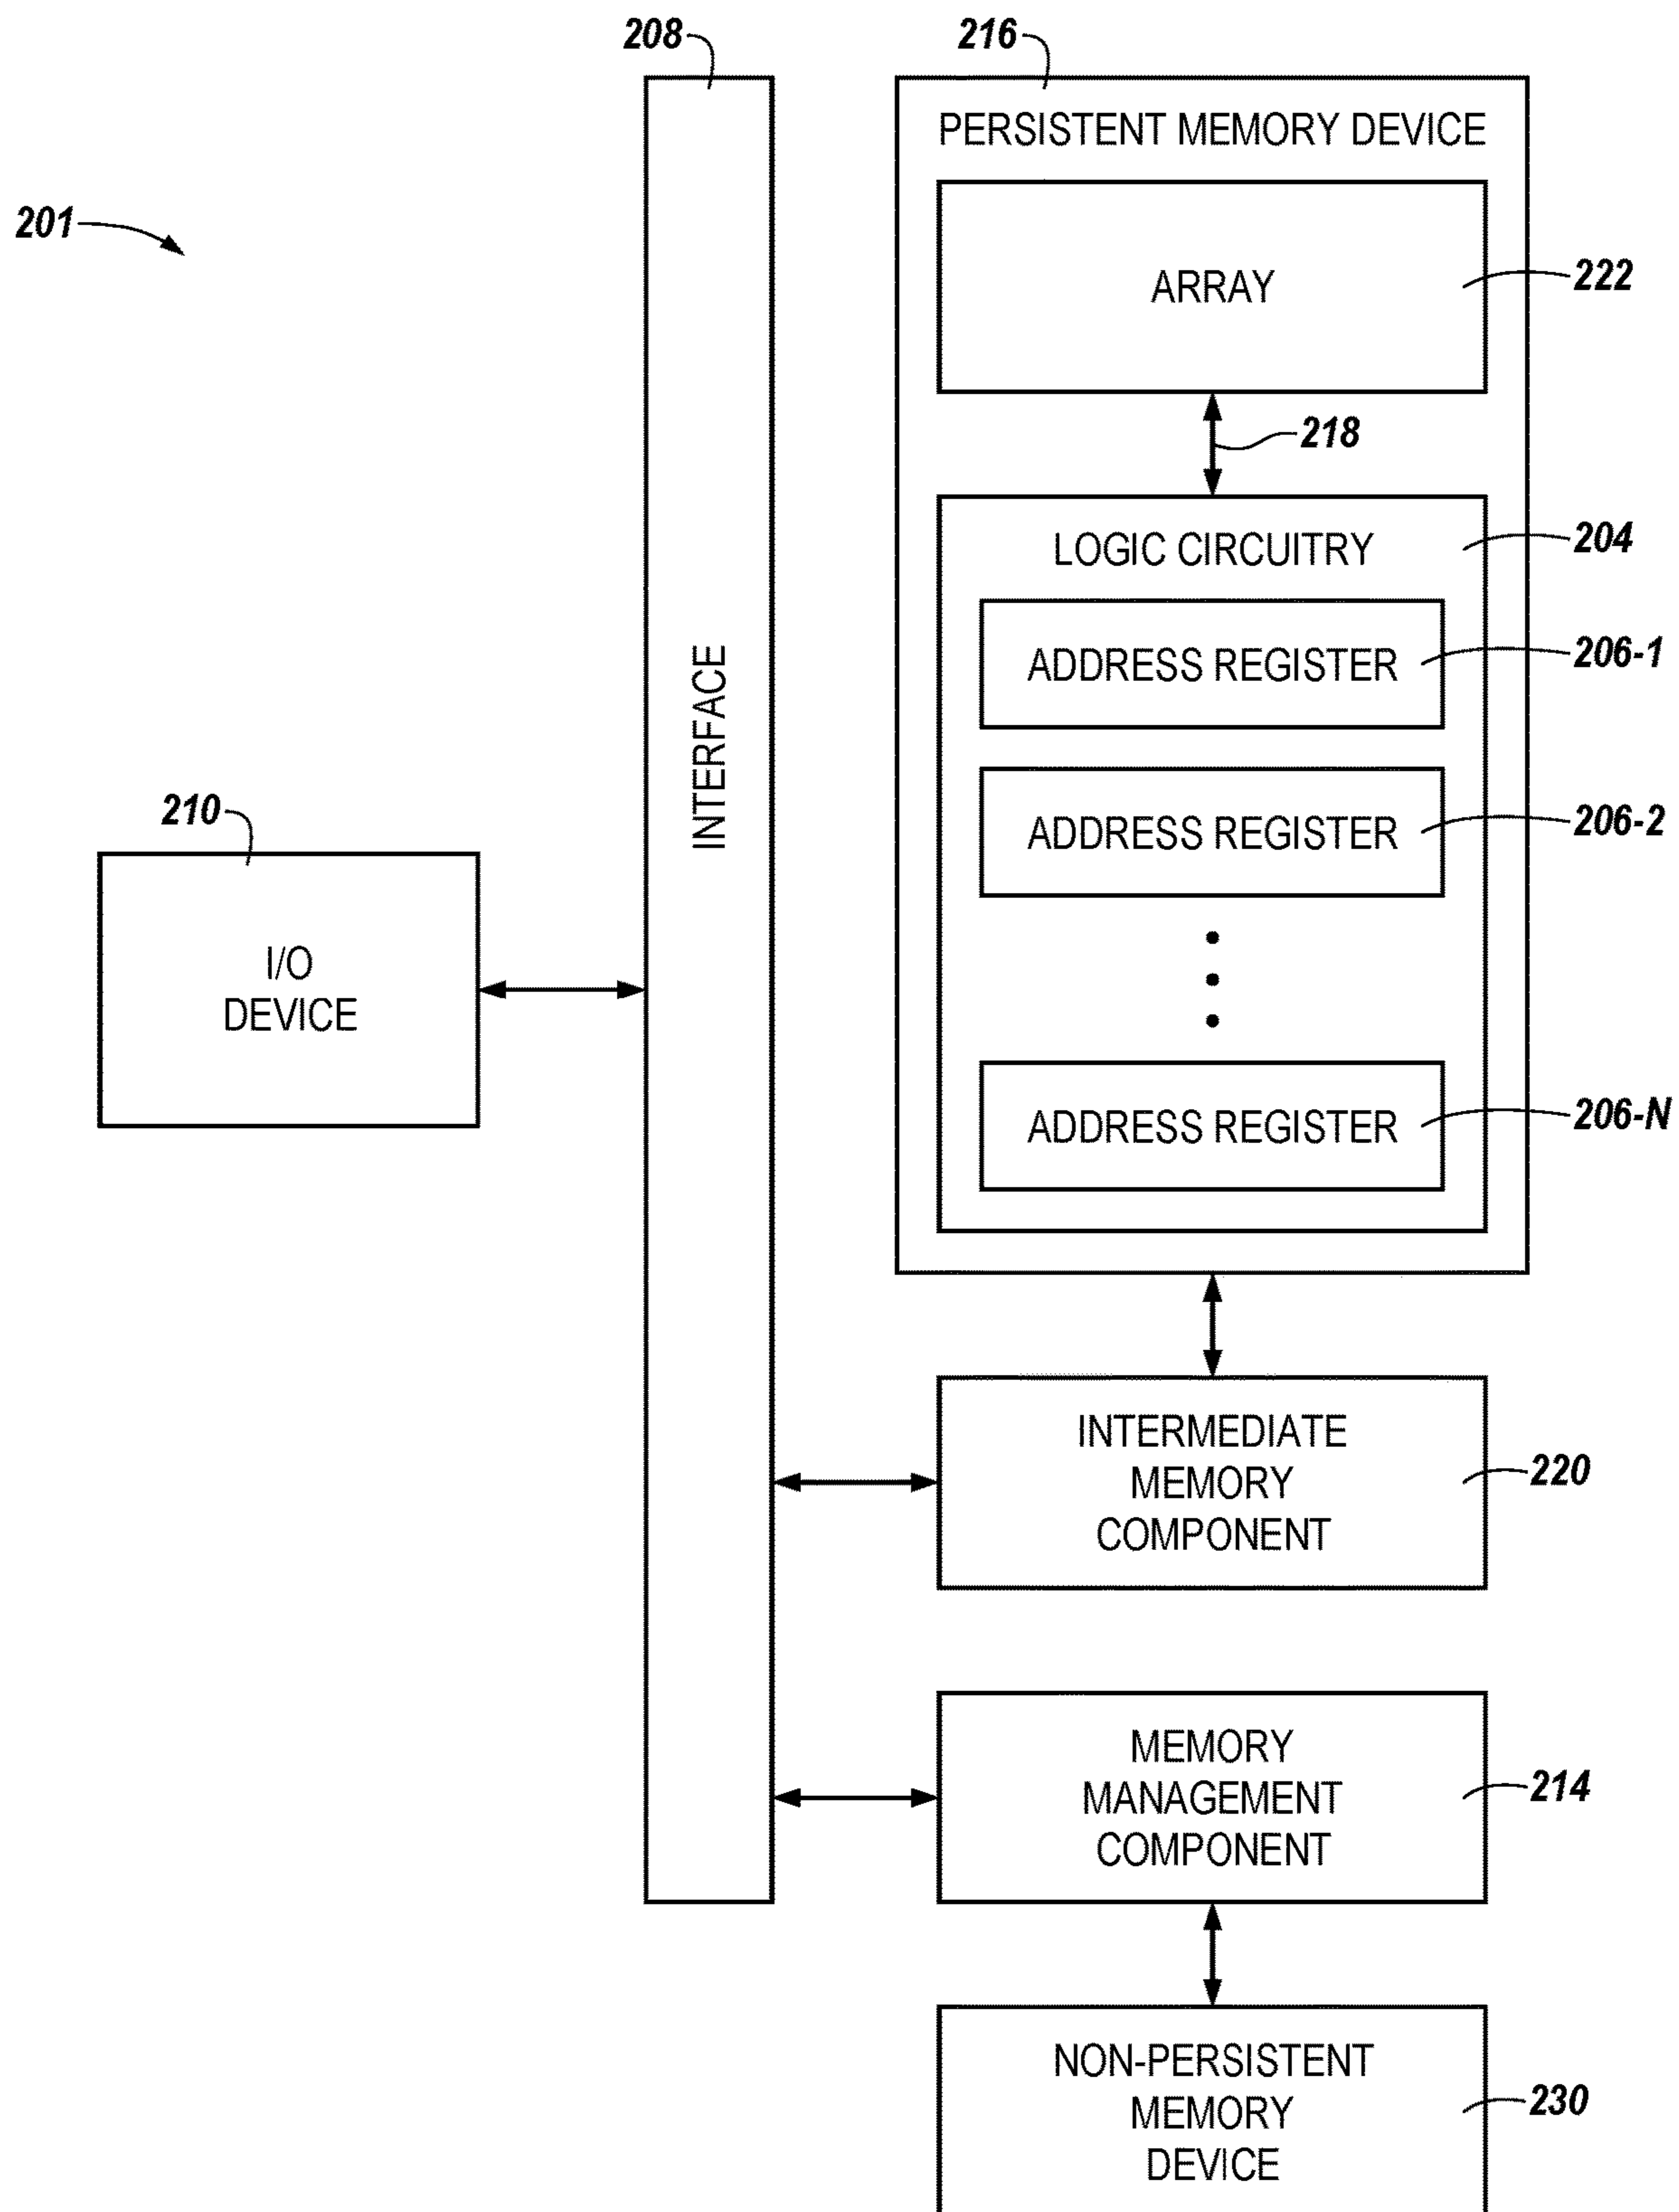 208
216
PERSISTENT MEMORY DEVICE
201
ARRAY
222
218
LOGIC CIRCUITRY
204
ADDRESS REGISTER
206-1
INTERFACE
210
ADDRESS REGISTER
206-2
I/O
DEVICE
ADDRESS REGISTER
206-N
INTERMEDIATE
MEMORY
COMPONENT
220
MEMORY
MANAGEMENT
COMPONENT
214
NON-PERSISTENT
MEMORY
DEVICE
230